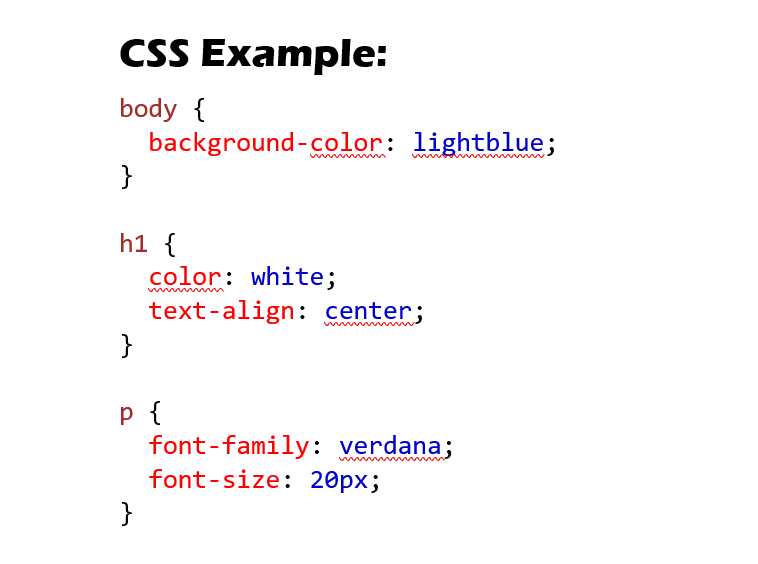 CSS Example:
body {
  background-color: lightblue;
}

h1 {
  color: white;
  text-align: center;
}

p {
  font-family: verdana;
  font-size: 20px;
}